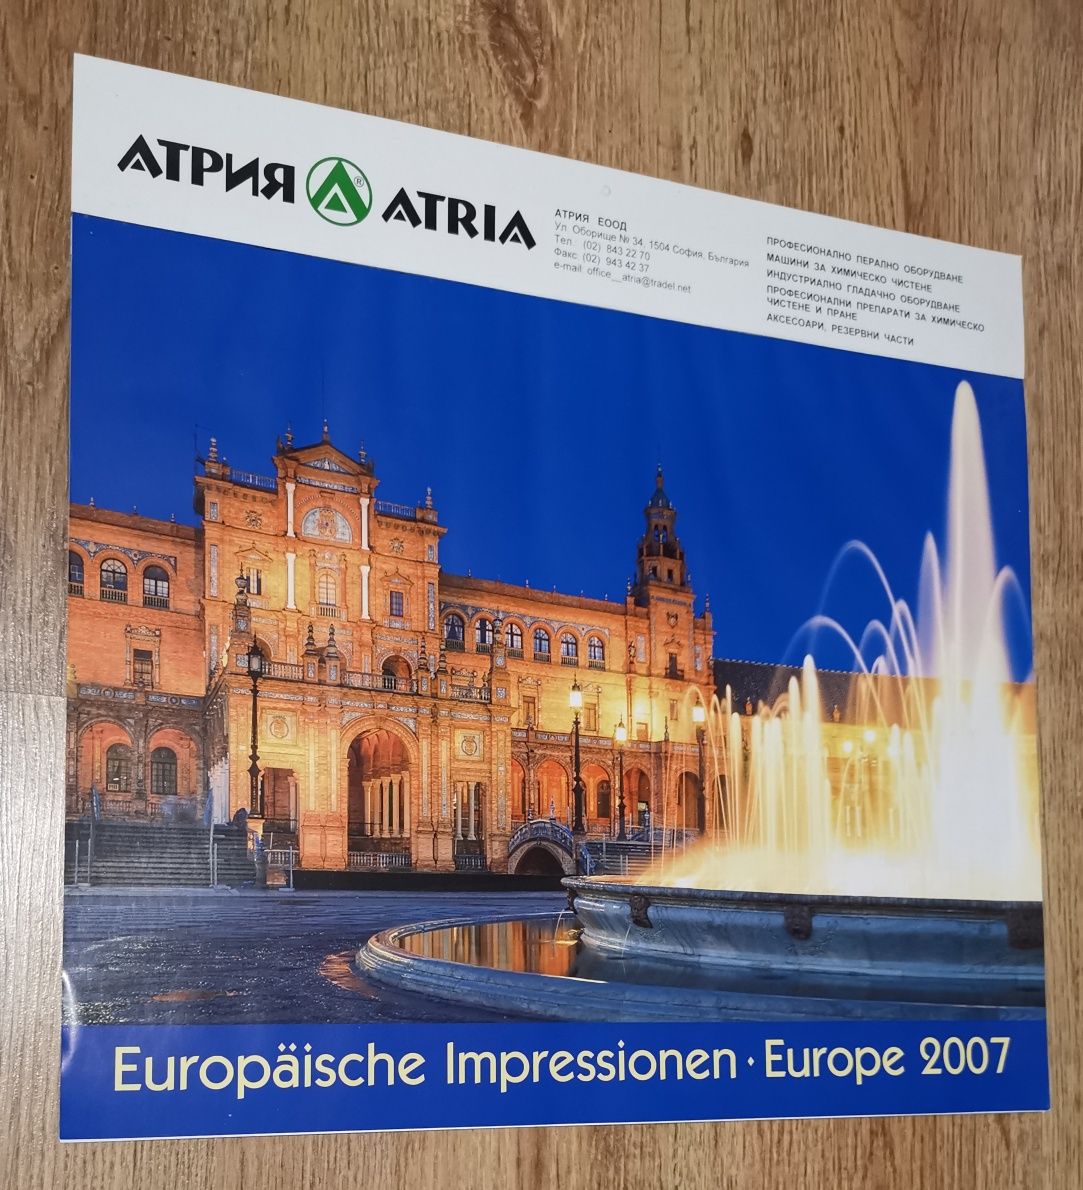 АТРИЯ ® ATRIA
АТРИЯ ЕООД
Ул. Оборище № 34, 1504 София, България
Тел.: (02) 843 22 70
Факс: (02) 943 42 37
e-mail: office__atria@tradel.net
ПРОФЕСИОНАЛНО ПЕРАЛНО ОБОРУДВАНЕ
МАШИНИ ЗА ХИМИЧЕСКО ЧИСТЕНЕ
ИНДУСТРИАЛНО ГЛАДАЧНО ОБОРУДВАНЕ
ПРОФЕСИОНАЛНИ ПРЕПАРАТИ ЗА ХИМИЧЕСКО
ЧИСТЕНЕ И ПРАНЕ
АКСЕСОАРИ, РЕЗЕРВНИ ЧАСТИ
Europäische Impressionen · Europe 2007